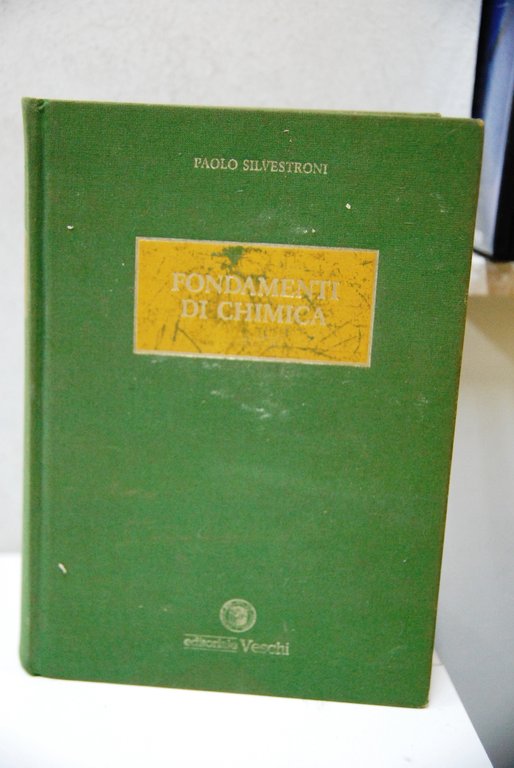 PAOLO SILVESTRONI
FONDAMENTI
DI CHIMICA
editoriale Veschi